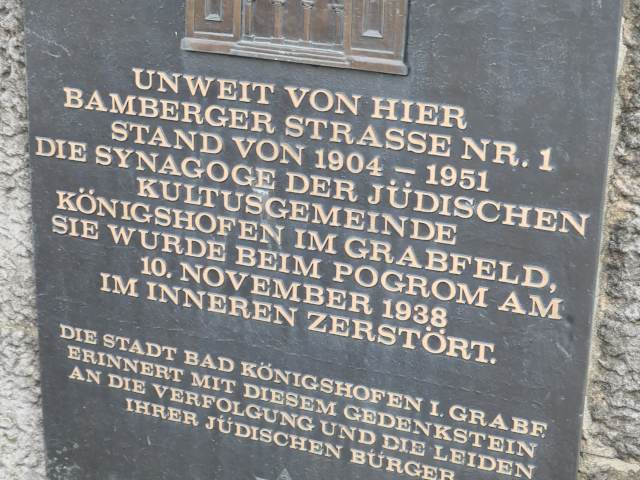 UNWEIT VON HIER
BAMBERGER STRASSE NR. 1
STAND VON 1904 – 1951
DIE SYNAGOGE DER JÜDISCHEN
KULTUSGEMEINDE
KÖNIGSHOFEN IM GRABFELD,
SIE WURDE BEIM POGROM AM
10. NOVEMBER 1938
IM INNEREN ZERSTÖRT.
DIE STADT BAD KÖNIGSHOFEN I. GRABF.
ERINNERT MIT DIESEM GEDENKSTEIN
AN DIE VERFOLGUNG UND DIE LEIDEN
IHRER JÜDISCHEN BÜRGER